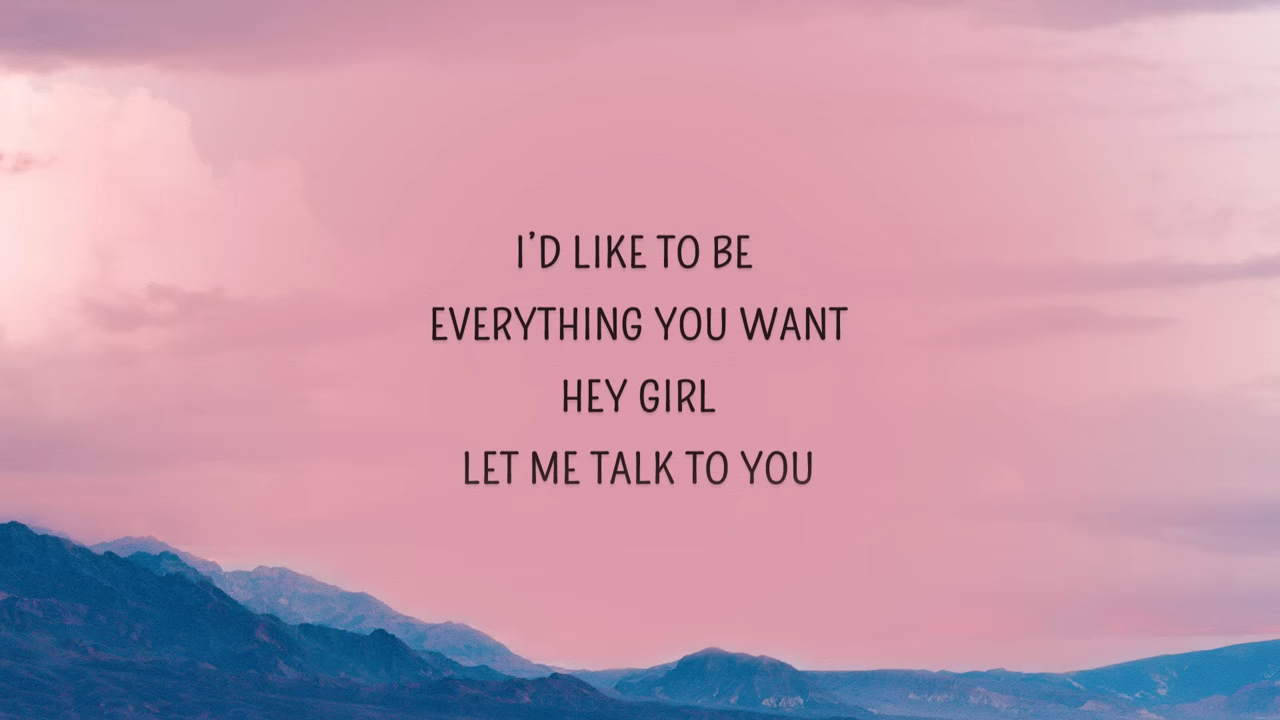 I'D LIKE TO BE
EVERYTHING YOU WANT
HEY GIRL
LET ME TALK TO YOU